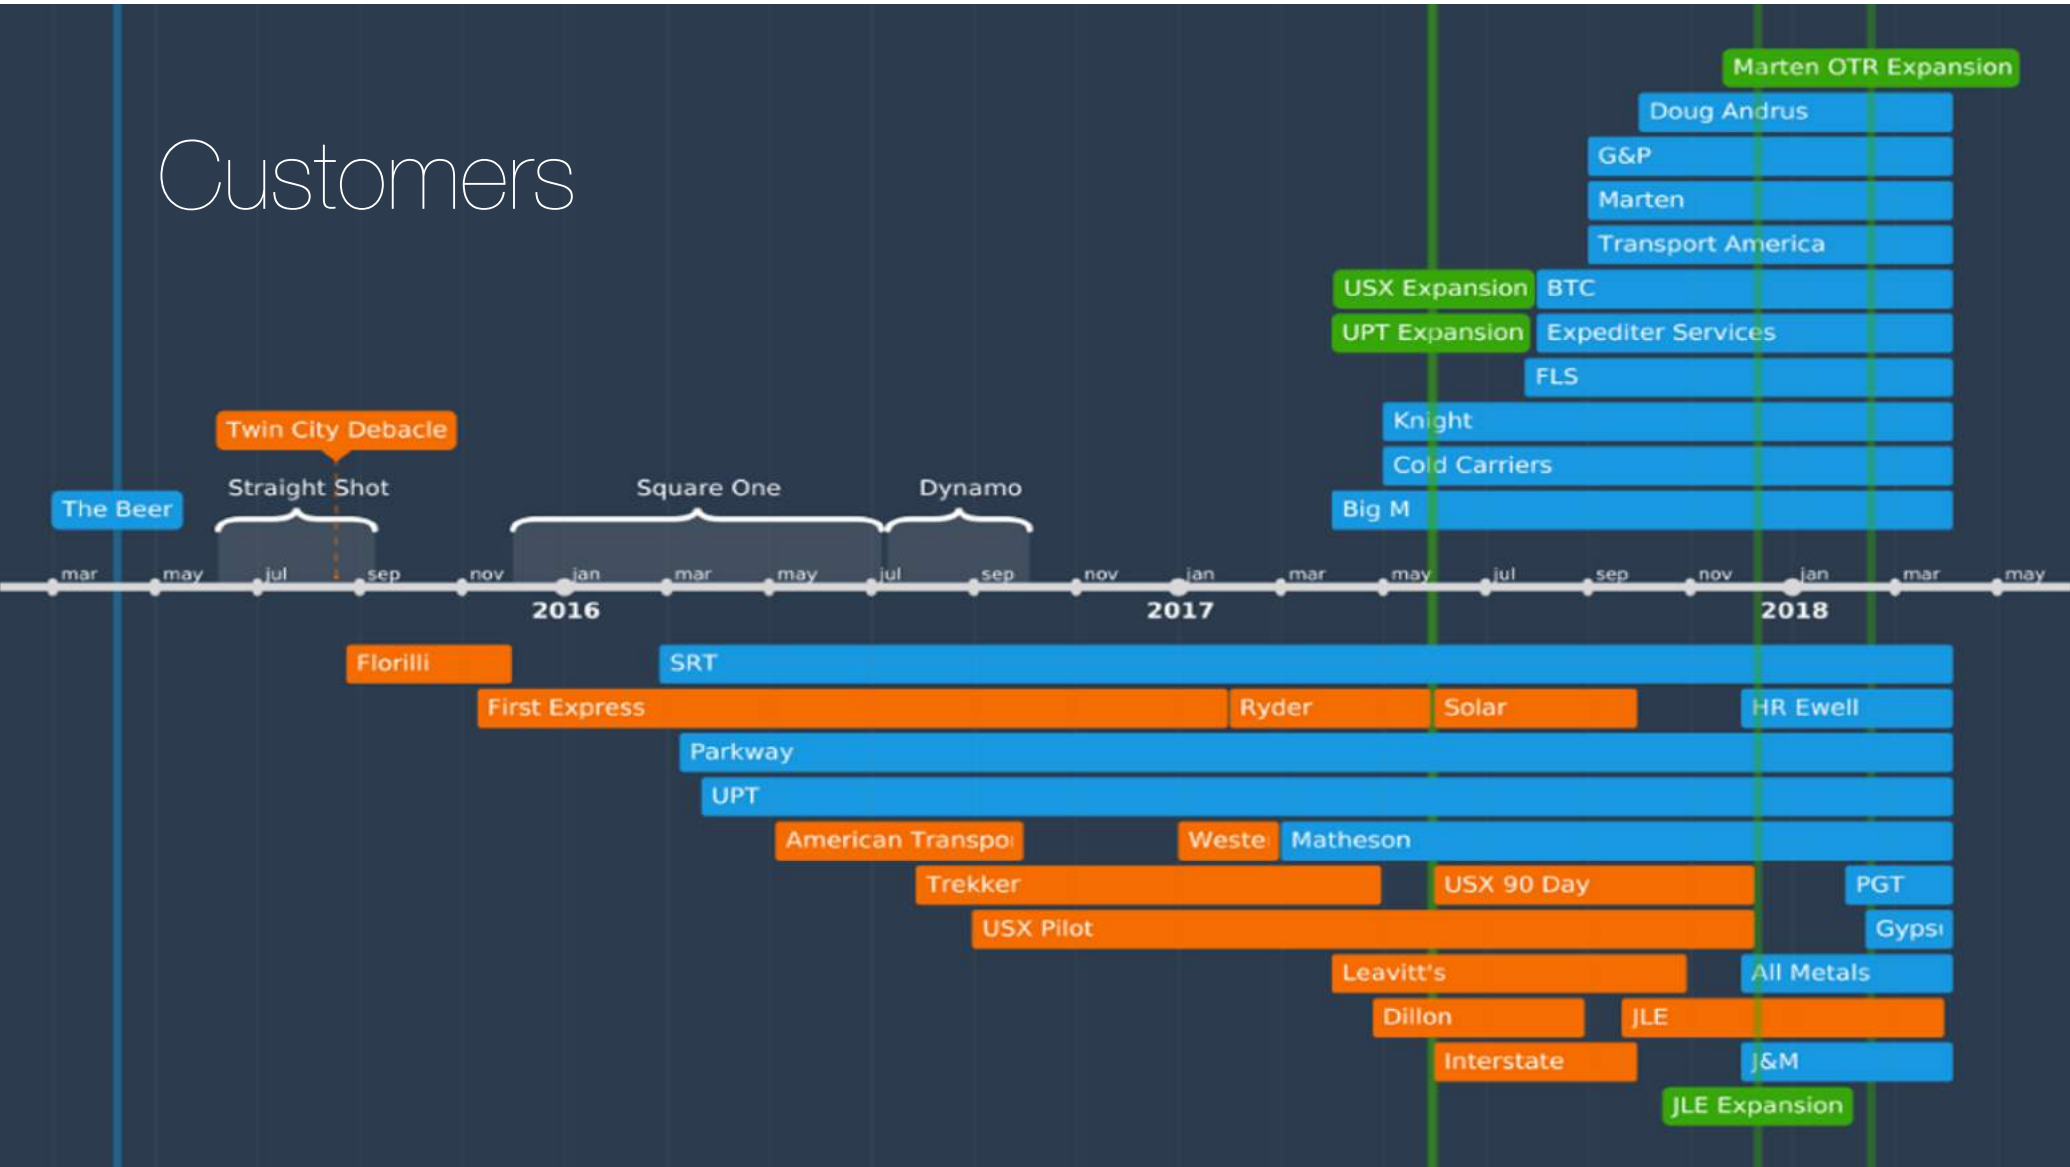 Marten OTR Expansion
Doug Andrus
Customers
G&P
Marten
Transport America
USX Expansion BTC
UPT Expansion Expediter Services
FLS
Knight
Twin City Debacle
Cold Carriers
Straight Shot Square One Dynamo
The Beer Big M
mar may jul sep nov jan mar may jul sep nov jan mar may jul sep nov jan mar may
2016 2017 2018
Florilli SRT
First Express Ryder Solar HR Ewell
Parkway
UPT
American Transpo Weste Matheson
Trekker USX 90 Day PGT
USX Pilot Gyps
Leavitt's All Metals
Dillon JLE
Interstate J&M
JLE Expansion